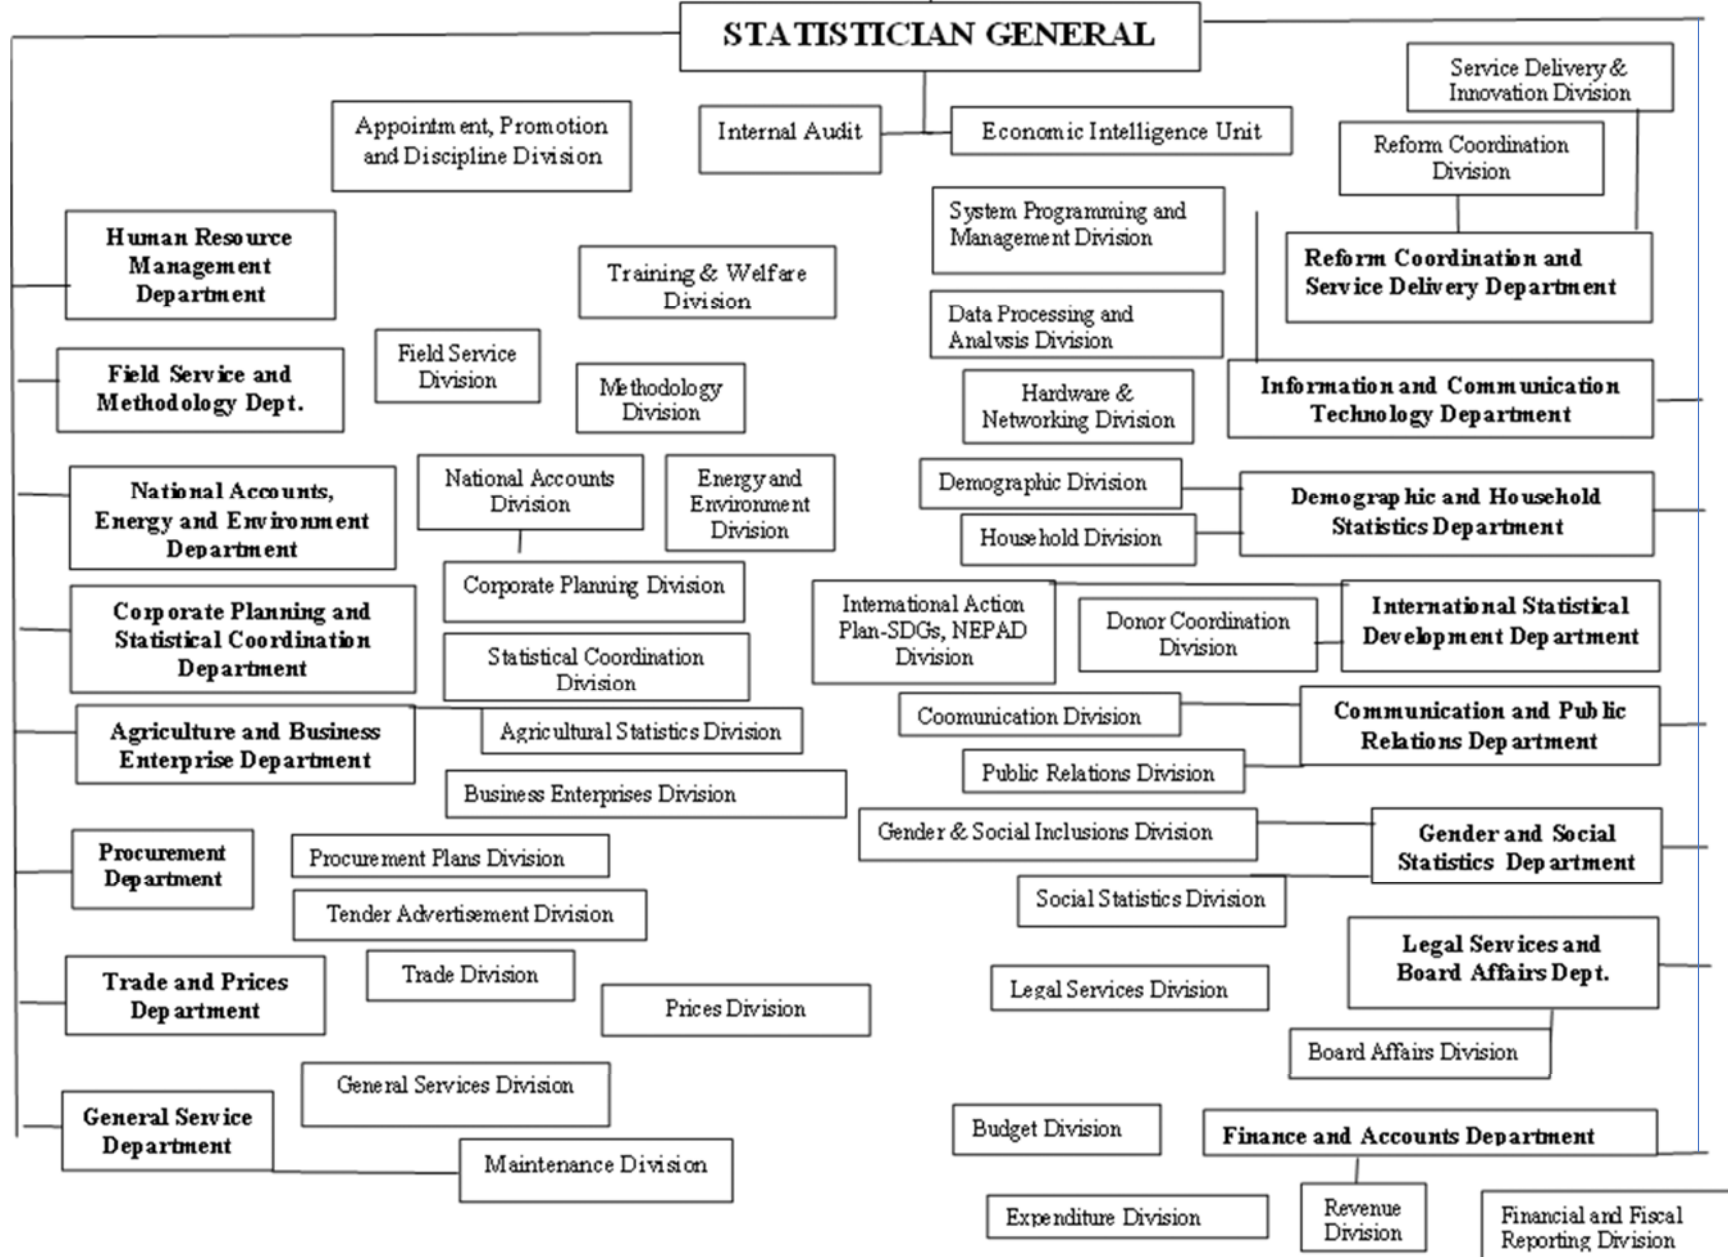 STATISTICIAN GENERAL
Service Delivery &
Innovation Division
Appointment, Promotion
and Discipline Division
Internal Audit
Economic Intelligence Unit
Reform Coordination
Division
System Programming and
Management Division
Human Resource
Management
Department
Training & Welfare
Division
Reform Coordination and
Service Delivery Department
Data Processing and
Analysis Division
Field Service
Division
Field Service and
Methodology Dept.
Methodology
Division
Hardware &
Networking Division
Information and Communication
Technology Department
National Accounts,
Energy and Environment
Department
National Accounts
Division
Energy and
Environment
Division
Demographic Division
Household Division
Demographic and Household
Statistics Department
Corporate Planning Division
Corporate Planning and
Statistical Coordination
Department
Statistical Coordination
Division
International Action
Plan-SDGs, NEPAD
Division
Donor Coordination
Division
International Statistical
Development Department
Agriculture and Business
Enterprise Department
Agricultural Statistics Division
Business Enterprises Division
Coomunication Division
Public Relations Division
Communication and Public
Relations Department
Procurement
Department
Procurement Plans Division
Tender Advertisement Division
Gender & Social Inclusions Division
Social Statistics Division
Gender and Social
Statistics Department
Trade and Prices
Department
Trade Division
Prices Division
Legal Services Division
Legal Services and
Board Affairs Dept.
Board Affairs Division
General Services Division
General Service
Department
Maintenance Division
Budget Division
Finance and Accounts Department
Expenditure Division
Revenue
Division
Financial and Fiscal
Reporting Division